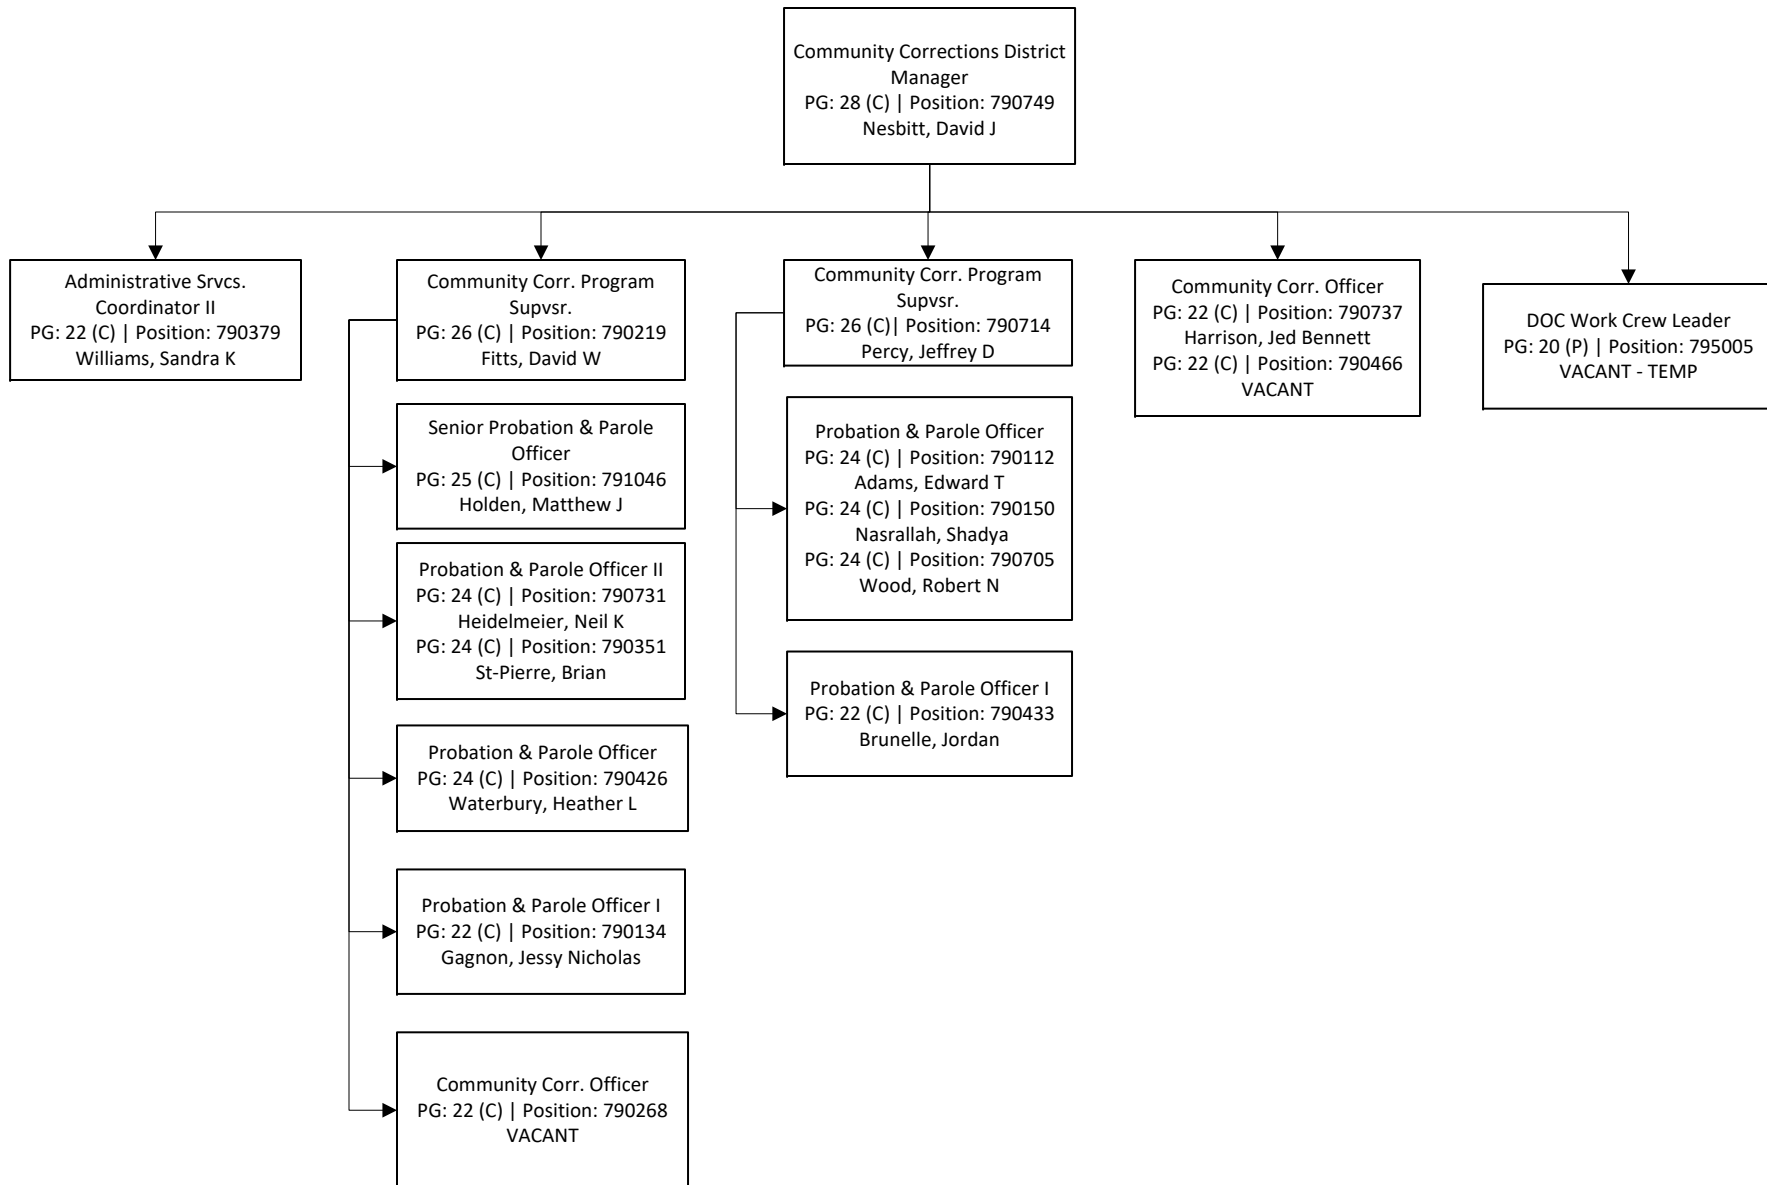 Community Corrections District
Manager
PG: 28 (C) | Position: 790749
Nesbitt, David J
Administrative Srvcs.
Coordinator II
PG: 22 (C) | Position: 790379
Williams, Sandra K
Community Corr. Program
Supvsr.
PG: 26 (C) | Position: 790219
Fitts, David W
Community Corr. Program
Supvsr.
PG: 26 (C)| Position: 790714
Percy, Jeffrey D
Community Corr. Officer
PG: 22 (C) | Position: 790737
Harrison, Jed Bennett
PG: 22 (C) | Position: 790466
VACANT
DOC Work Crew Leader
PG: 20 (P) | Position: 795005
VACANT - TEMP
Senior Probation & Parole
Officer
PG: 25 (C) | Position: 791046
Holden, Matthew J
Probation & Parole Officer II
PG: 24 (C) | Position: 790731
Heidelmeier, Neil K
PG: 24 (C) | Position: 790351
St-Pierre, Brian
Probation & Parole Officer
PG: 24 (C) | Position: 790426
Waterbury, Heather L
Probation & Parole Officer I
PG: 22 (C) | Position: 790134
Gagnon, Jessy Nicholas
Community Corr. Officer
PG: 22 (C) | Position: 790268
VACANT
Probation & Parole Officer
PG: 24 (C) | Position: 790112
Adams, Edward T
PG: 24 (C) | Position: 790150
Nasrallah, Shadya
PG: 24 (C) | Position: 790705
Wood, Robert N
Probation & Parole Officer I
PG: 22 (C) | Position: 790433
Brunelle, Jordan